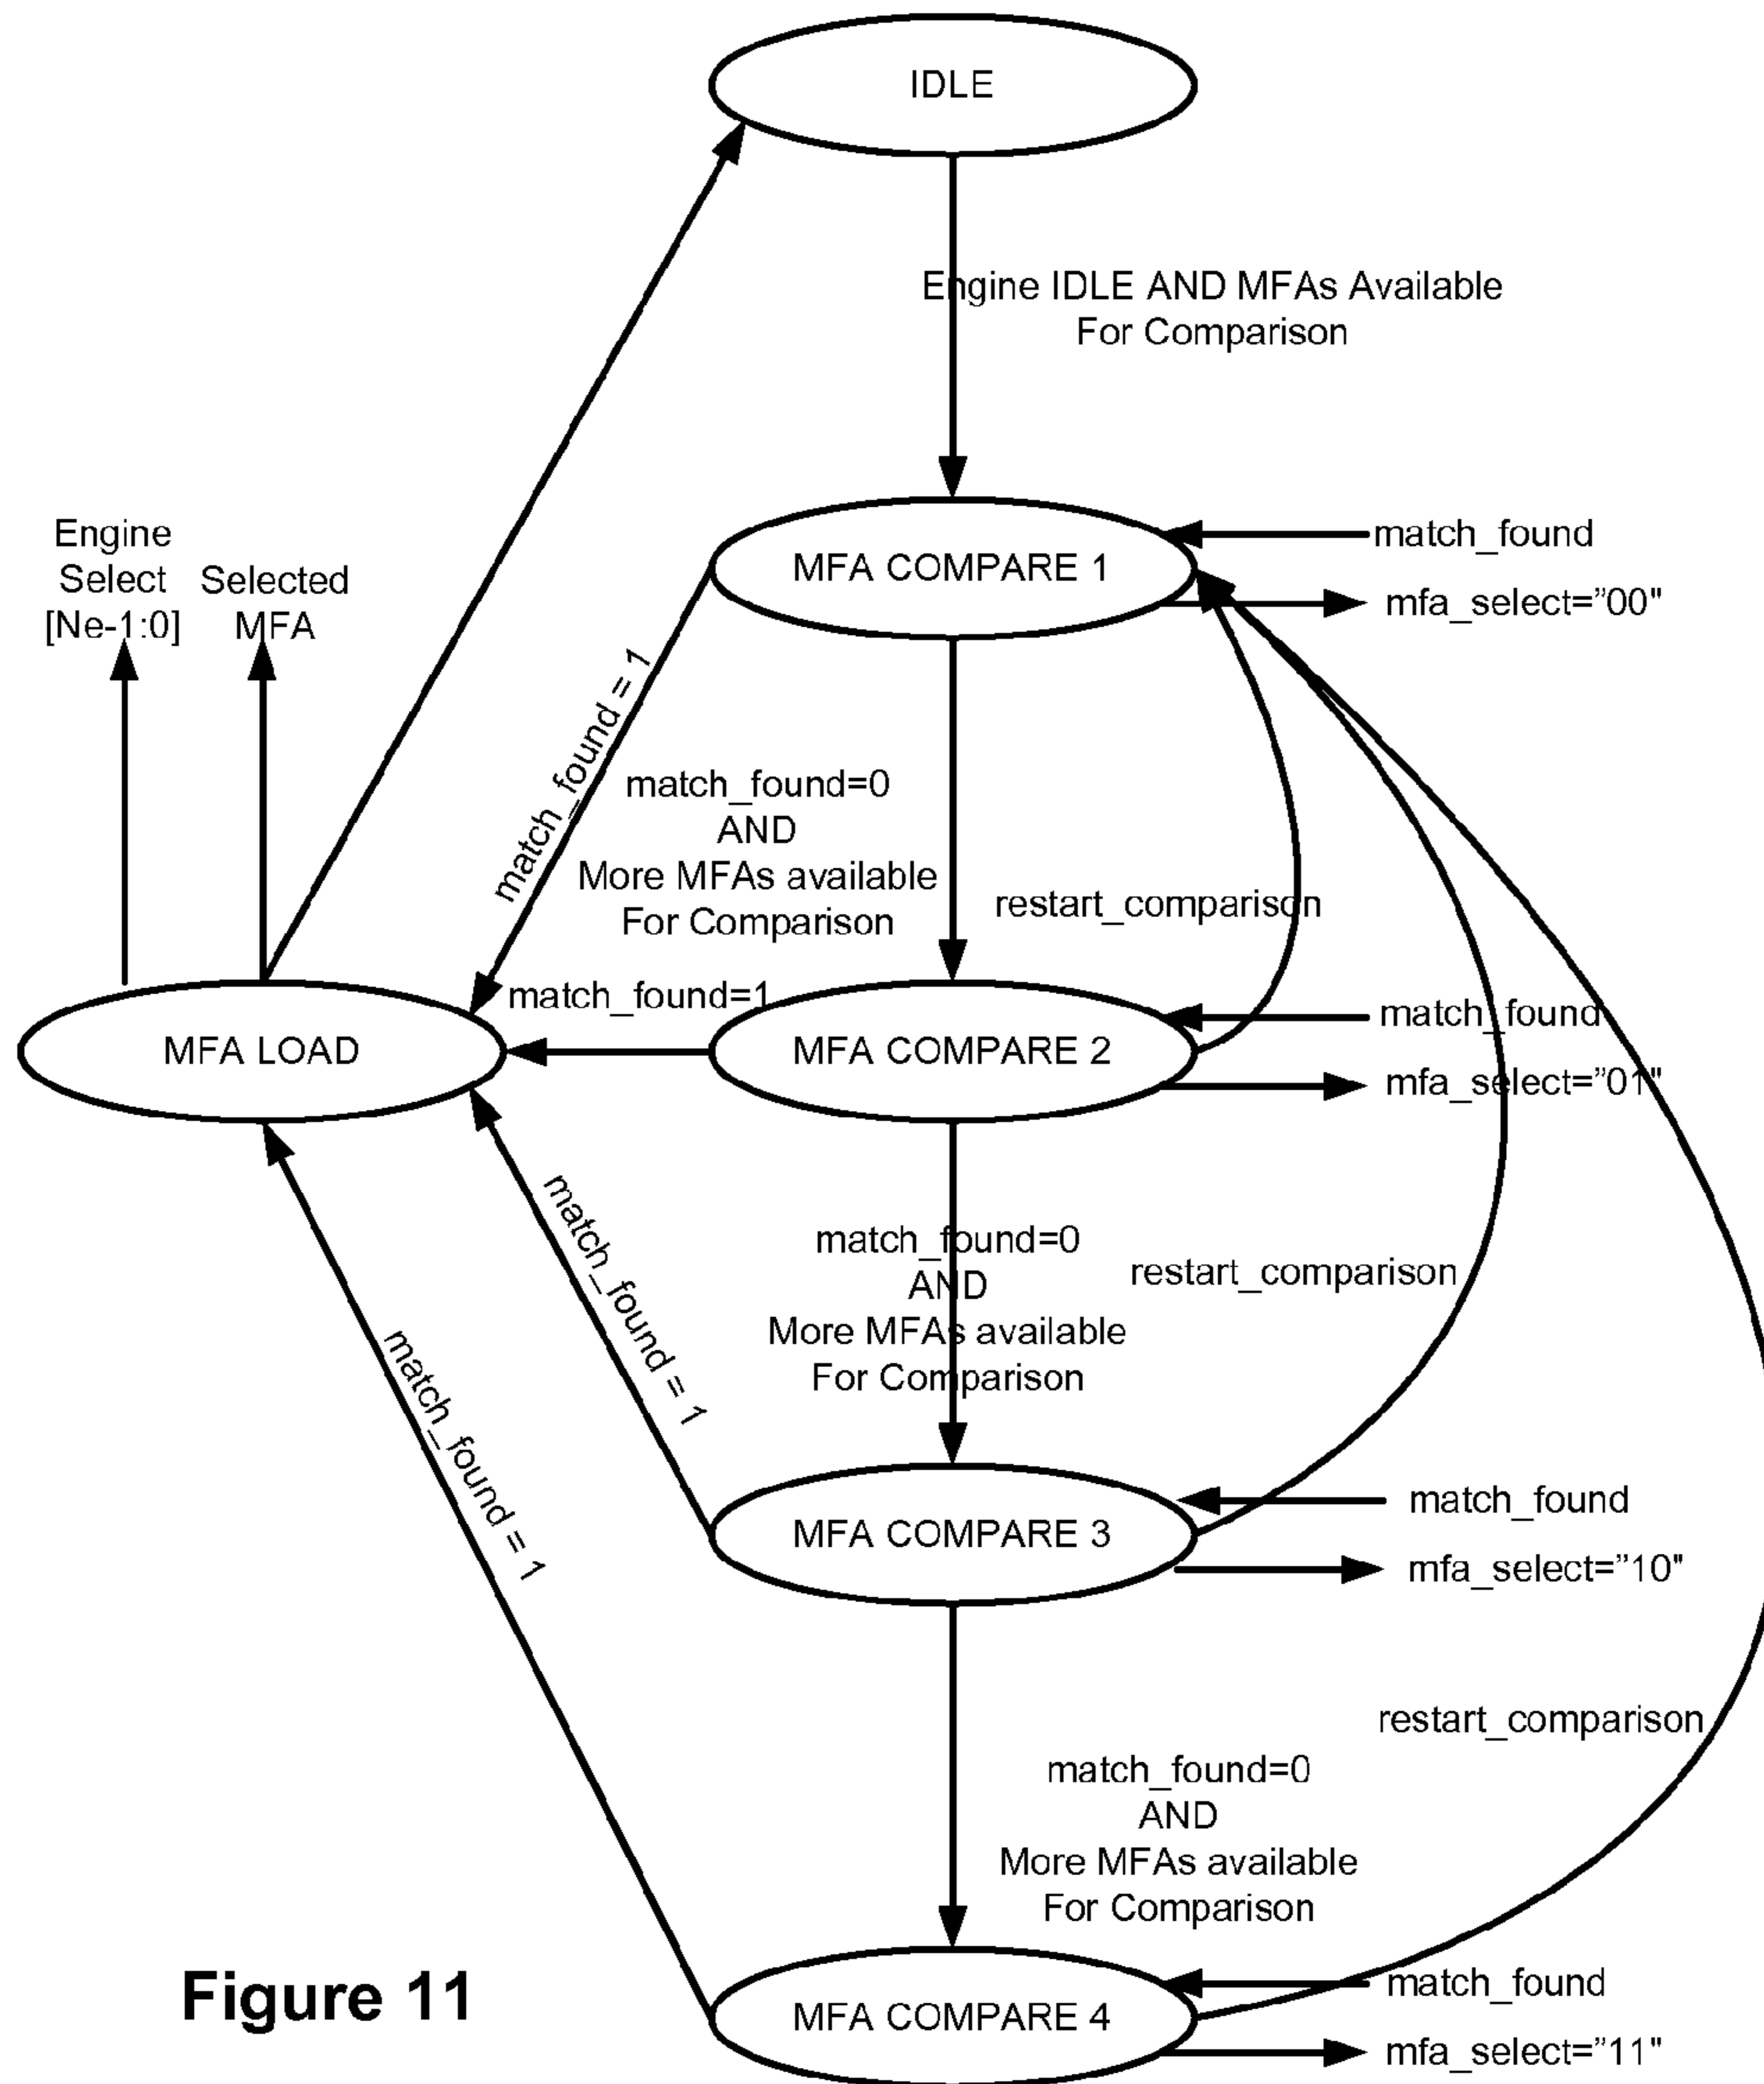 IDLE
Engine IDLE AND MFAs Available
For Comparison
Engine
Select
[Ne-1:0]
Selected
MFA
MFA COMPARE 1
match_found
mfa_select=”00"
match_found = 1
match_found=0
AND
More MFAs available
For Comparison
restart_comparison
match_found=1
MFA LOAD
MFA COMPARE 2
match_found
mfa_select=”01"
match_found = 1
match_found=0
AND
More MFAs available
For Comparison
restart_comparison
match_found = 1
MFA COMPARE 3
match_found
mfa_select=”10"
restart_comparison
match_found=0
AND
More MFAs available
For Comparison
Figure 11
MFA COMPARE 4
match_found
mfa_select=”11"